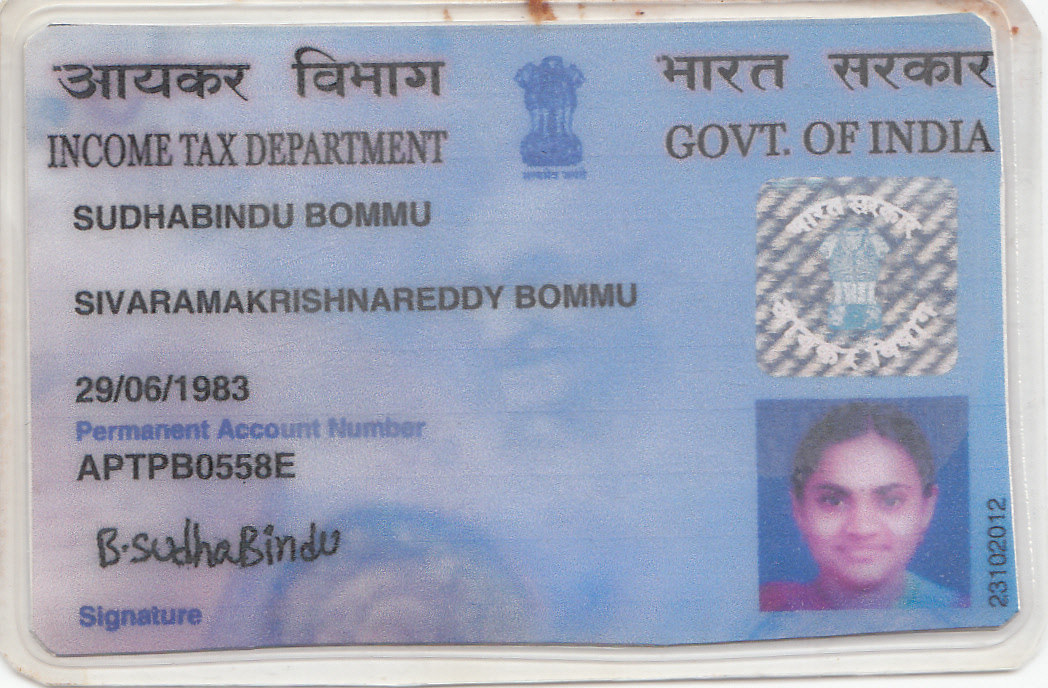 आयकर विभाग भारत सरकार
INCOME TAX DEPARTMENT GOVT. OF INDIA
सत्यमेव जयते
SUDHABINDU BOMMU
भारत सरकार
आयकर विभाग
SIVARAMAKRISHNAREDDY BOMMU
29/06/1983
Permanent Account Number
APTPB0558E
B.sudhaBindu
Signature
23102012